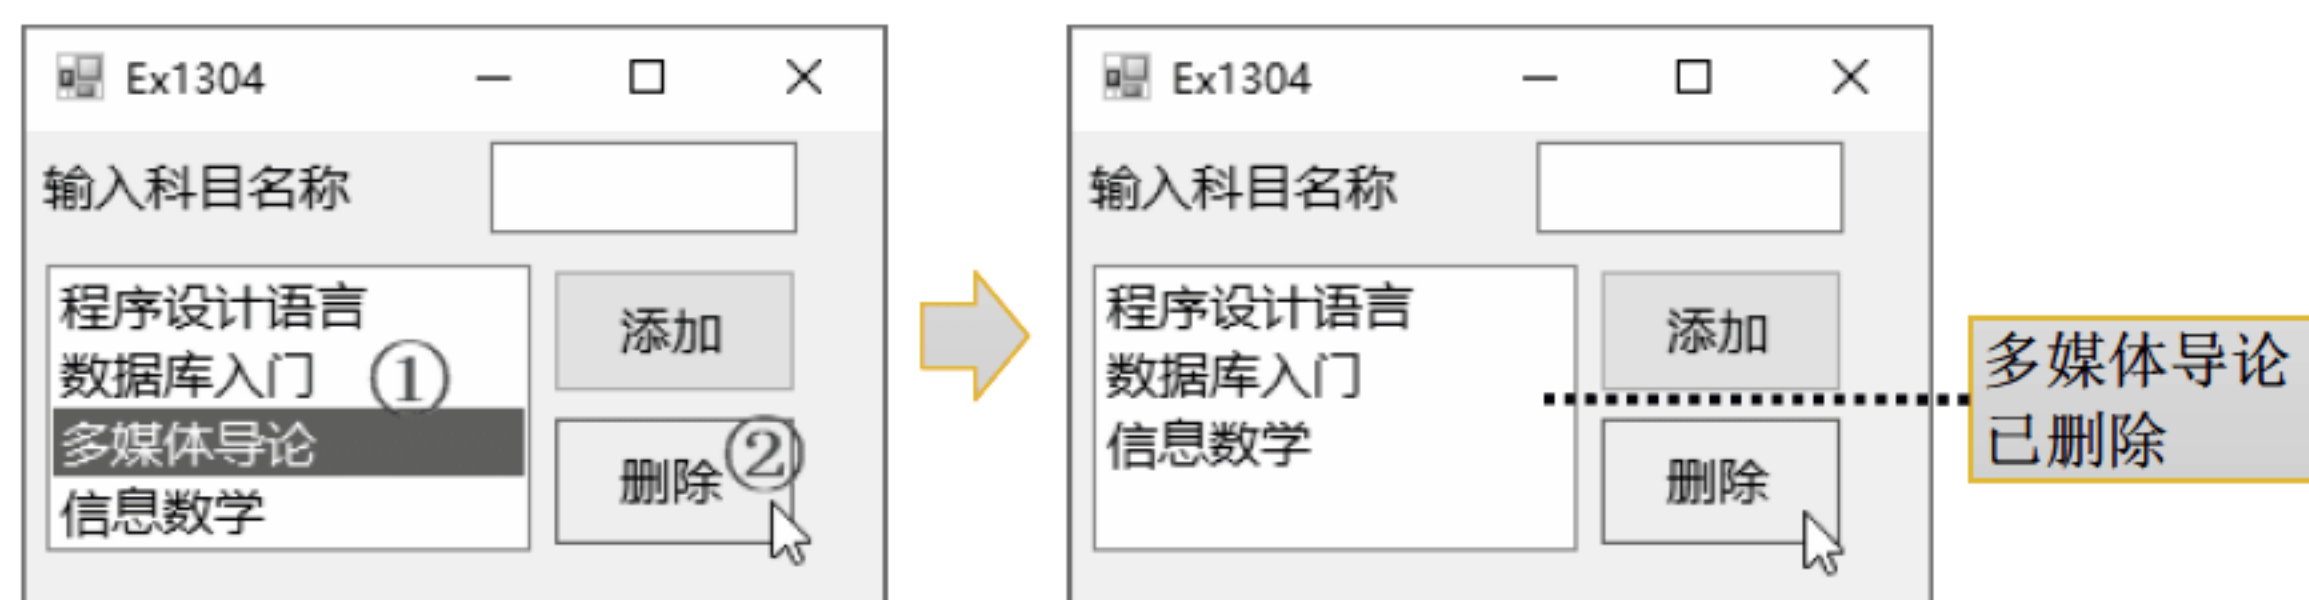 Ex1304
输入科目名称
程序设计语言
数据库入门
①
多媒体导论
信息数学
添加
删除
②
Ex1304
输入科目名称
程序设计语言
数据库入门
信息数学
添加
删除
多媒体导论
已删除